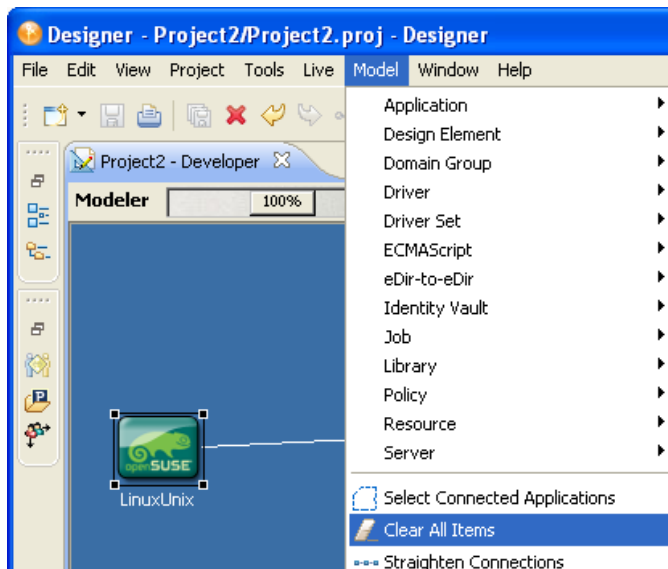 Designer - Project2/Project2.proj - Designer
File Edit View Project Tools Live Model Window Help
Project2 - Developer
Modeler 100%
Application
Design Element
Domain Group
Driver
Driver Set
ECMAScript
eDir-to-eDir
Identity Vault
Job
Library
Policy
Resource
Server
Select Connected Applications
Clear All Items
Straighten Connections
P
openSUSE
LinuxUnix